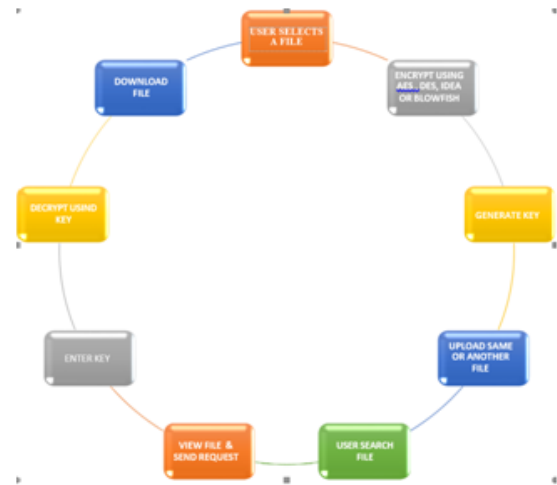 USER SELECTS
A FILE
ENCRYPT USING
AES , DES, IDEA
OR BLOWFISH
GENERATE KEY
UPLOAD SAME
OR ANOTHER
FILE
USER SEARCH
FILE
VIEW FILE &
SEND REQUEST
ENTER KEY
DECRYPT USIND
KEY
DOWNLOAD
FILE